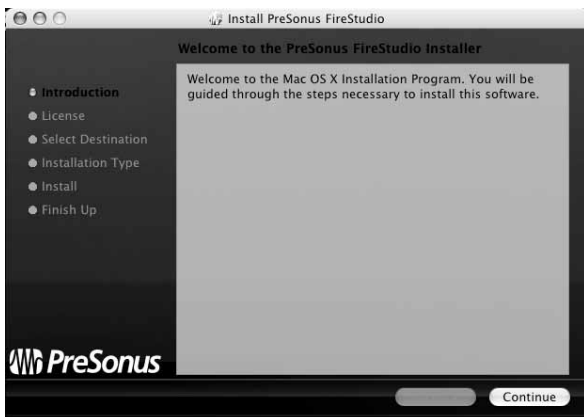 Install PreSonus FireStudio
Welcome to the PreSonus FireStudio Installer
Introduction
License
Select Destination
Installation Type
Install
Finish Up
Welcome to the Mac OS X Installation Program. You will
be guided through the steps necessary to install this software.
PreSonus
Continue